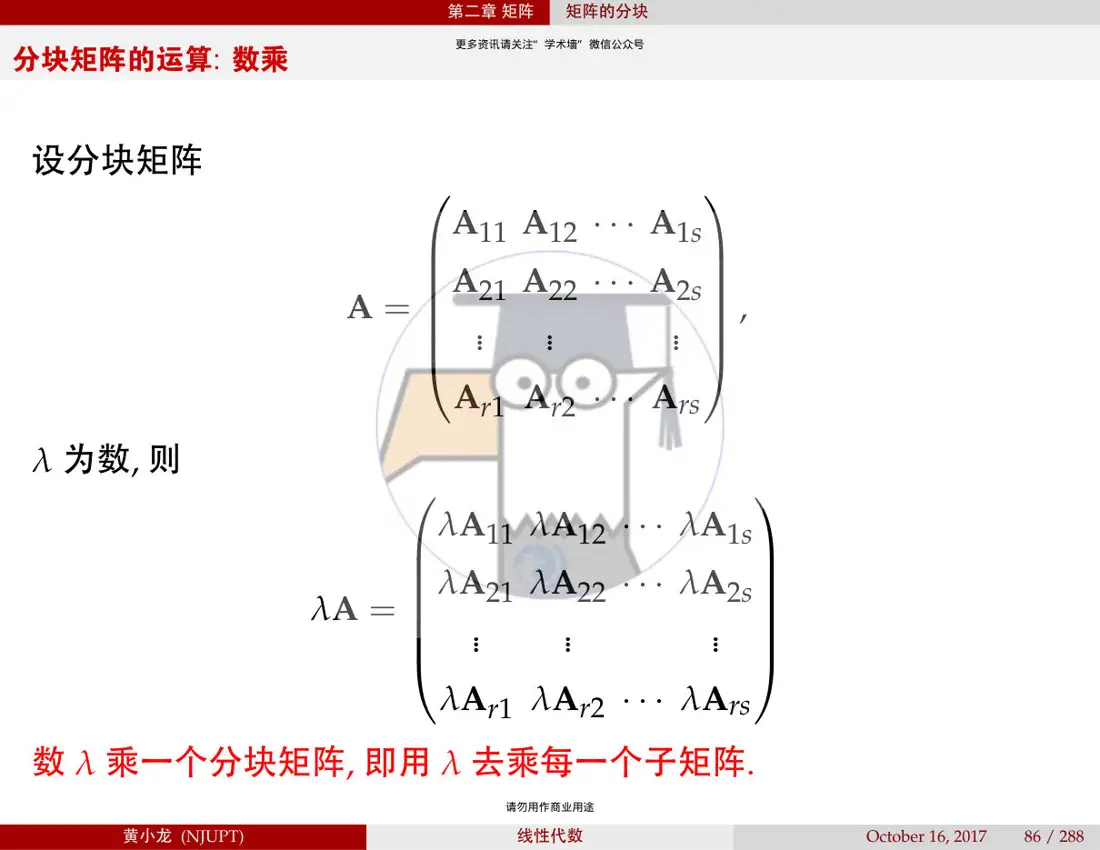 第二章 矩阵 矩阵的分块
更多资讯请关注“学术墙”微信公众号
分块矩阵的运算: 数乘
设分块矩阵
A₁₁ A₁₂ ⋯ A₁ₛ
A₂₁ A₂₂ ⋯ A₂ₛ
A = ,
⋮ ⋮ ⋮
Aᵣ₁ Aᵣ₂ ⋯ Aᵣₛ
λ 为数, 则
λA₁₁ λA₁₂ ⋯ λA₁ₛ
λA₂₁ λA₂₂ ⋯ λA₂ₛ
λA =
⋮ ⋮ ⋮
λAᵣ₁ λAᵣ₂ ⋯ λAᵣₛ
数 λ 乘一个分块矩阵, 即用 λ 去乘每一个子矩阵.
请勿用作商业用途
黄小龙 (NJUPT) 线性代数 October 16, 2017 86 / 288